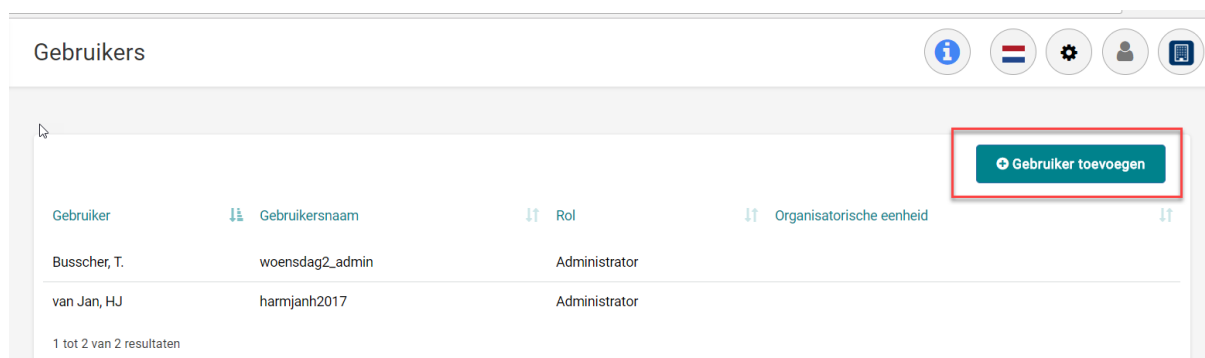 Gebruikers
Gebruiker toevoegen
Gebruiker Gebruikersnaam Rol Organisatorische eenheid
Busscher, T. woensdag2_admin Administrator
van Jan, HJ harmjanh2017 Administrator
1 tot 2 van 2 resultaten